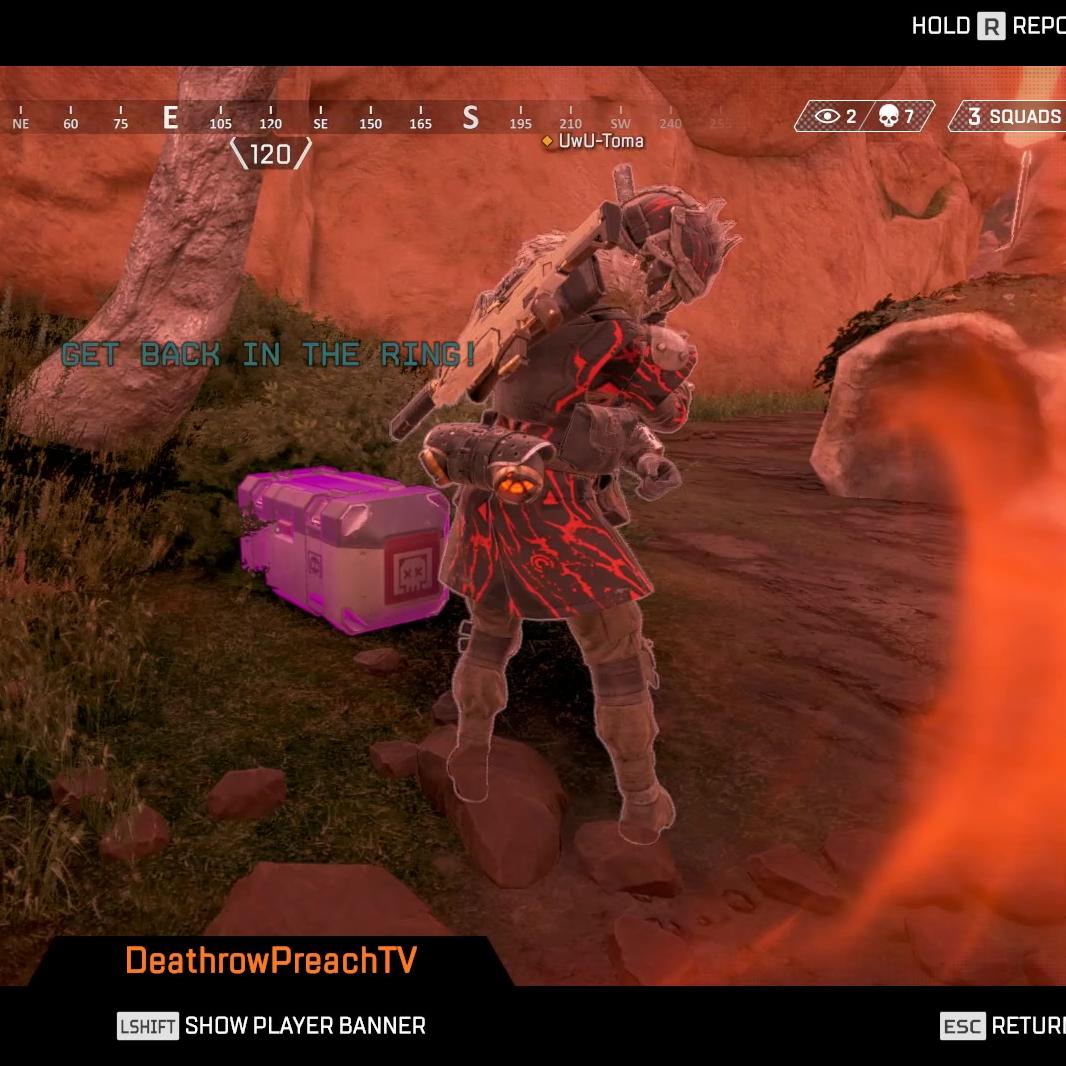 HOLD R REPO
NE 60 75 E 105 120 SE 150 165 S 195 210 SW 240 255
120
UwU-Toma
2 7
3 SQUADS
GET BACK IN THE RING!
DeathrowPreachTV
LSHIFT SHOW PLAYER BANNER
ESC RETUR